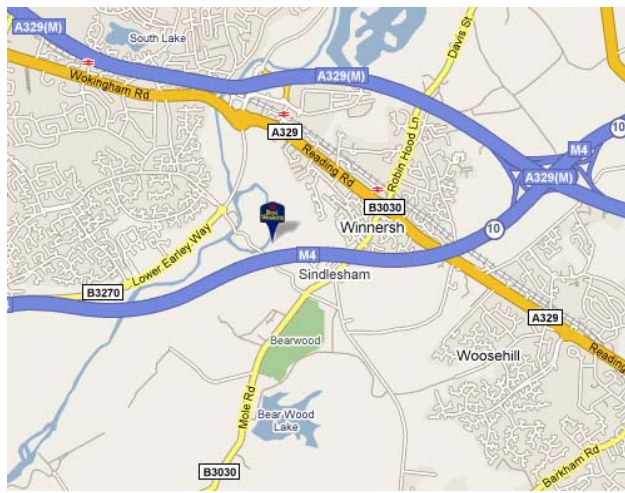 A329(M)
South Lake
Wokingham Rd
A329(M)
Davis St
10
A329
M4
Reading Rd
Robin Hood Ln
A329(M)
B3030
Best
Western
Winnersh
10
Lower Earley Way
M4
Sindlesham
B3270
A329
Bearwood
Woosehill
Reading
Mole Rd
Bear Wood
Lake
B3030
Barkham Rd